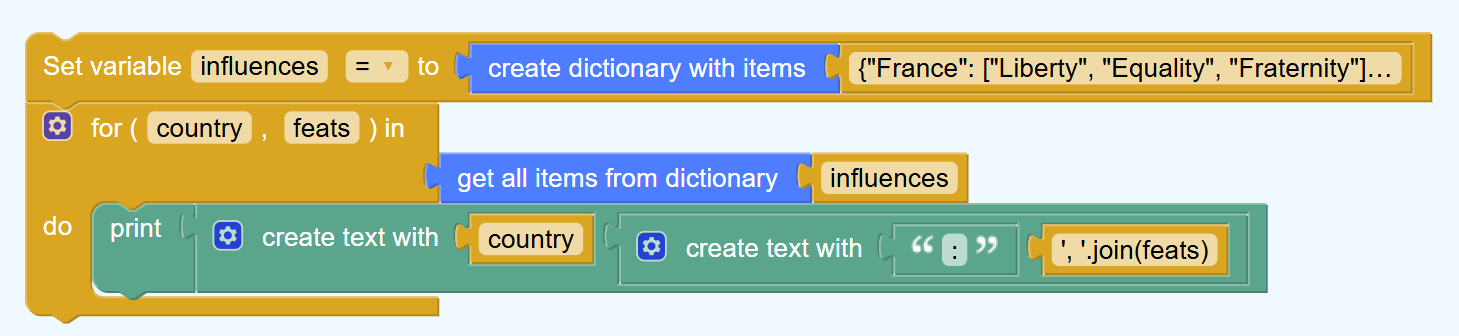 Set variable influences = to create dictionary with items {"France": ["Liberty", "Equality", "Fraternity"]...
for ( country , feats ) in
get all items from dictionary influences
do print create text with country create text with “ : ” ', '.join(feats)